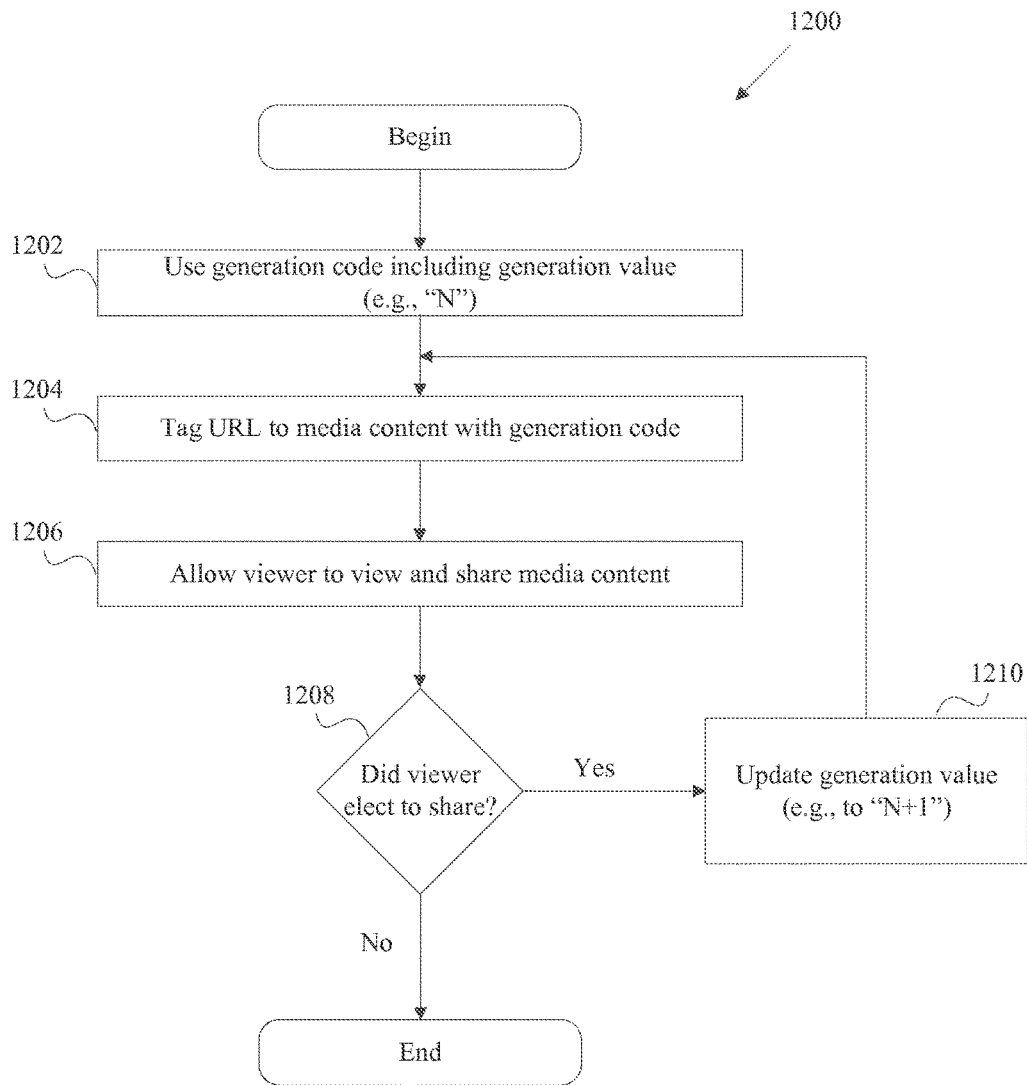 1200
Begin
1202
Use generation code including generation value
(e.g., “N”)
1204
Tag URL to media content with generation code
1206
Allow viewer to view and share media content
1208
Did viewer
elect to share?
Yes
1210
Update generation value
(e.g., to “N+1”)
No
End